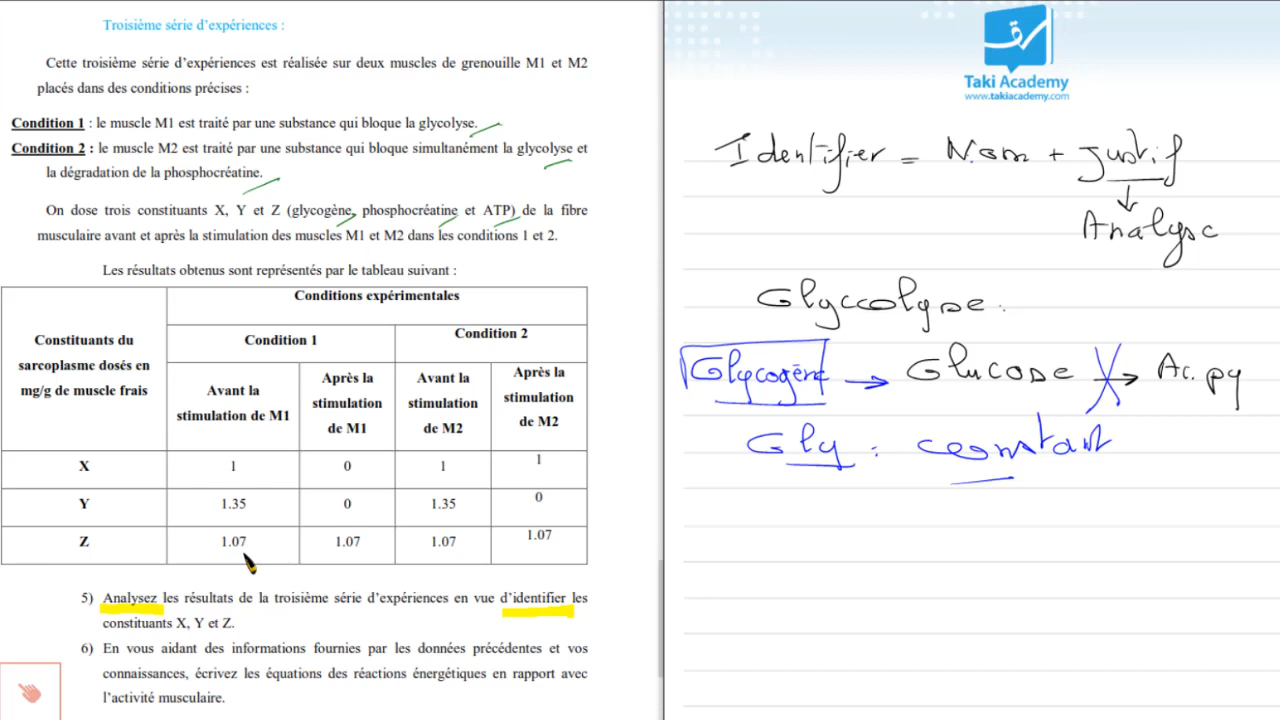 Troisième série d'expériences :
Cette troisième série d'expériences est réalisée sur deux muscles de grenouille M1 et M2
placés dans des conditions précises :
Condition 1 : le muscle M1 est traité par une substance qui bloque la glycolyse.
Condition 2 : le muscle M2 est traité par une substance qui bloque simultanément la glycolyse et
la dégradation de la phosphocréatine.
On dose trois constituants X, Y et Z (glycogène, phosphocréatine et ATP) de la fibre
musculaire avant et après la stimulation des muscles M1 et M2 dans les conditions 1 et 2.
Les résultats obtenus sont représentés par le tableau suivant :
Constituants du
sarcoplasme dosés en
mg/g de muscle frais
Conditions expérimentales
Condition 1
Condition 2
Avant la
stimulation de M1
Après la
stimulation
de M1
Avant la
stimulation
de M2
Après la
stimulation
de M2
X 1 0 1 1
Y 1.35 0 1.35 0
Z 1.07 1.07 1.07 1.07
5) Analysez les résultats de la troisième série d'expériences en vue d'identifier les
constituants X, Y et Z.
6) En vous aidant des informations fournies par les données précédentes et vos
connaissances, écrivez les équations des réactions énergétiques en rapport avec
l'activité musculaire.
Taki Academy
www.takiacademy.com
Identifier = Nom + justif
Analyse
Glyccolyse.
Glycogène → Glucose → Ac. py
Gly : constant